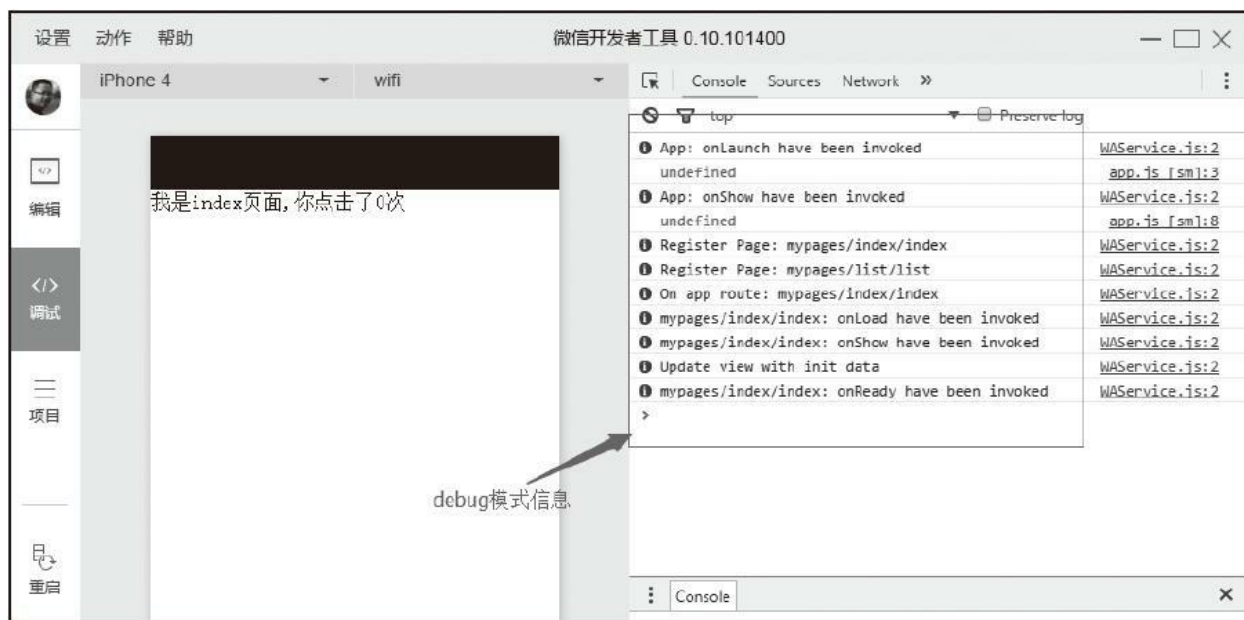 设置 动作 帮助 微信开发者工具 0.10.101400
iPhone 4 wifi
Console Sources Network »
top Preserve log
编辑
调试
项目
重启
我是index页面,你点击了0次
App: onLaunch have been invoked WAService.js:2
undefined app.js [sm]:3
App: onShow have been invoked WAService.js:2
undefined app.js [sm]:8
Register Page: mypages/index/index WAService.js:2
Register Page: mypages/list/list WAService.js:2
On app route: mypages/index/index WAService.js:2
mypages/index/index: onLoad have been invoked WAService.js:2
mypages/index/index: onShow have been invoked WAService.js:2
Update view with init data WAService.js:2
mypages/index/index: onReady have been invoked WAService.js:2
>
debug模式信息
Console